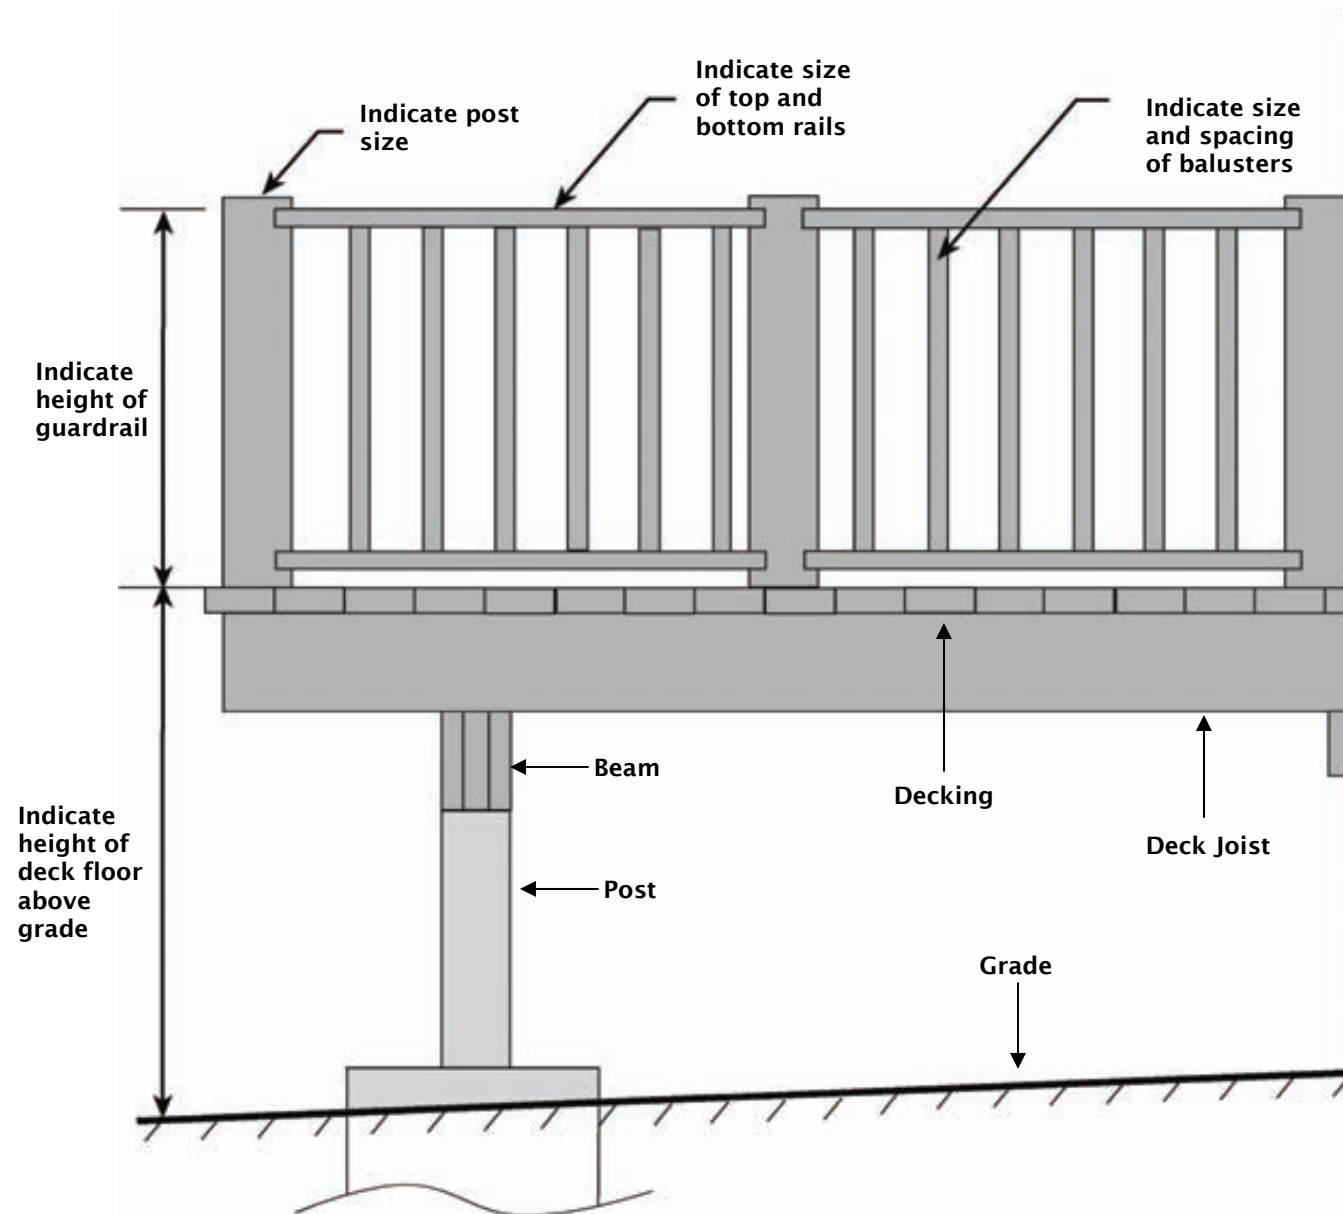 Indicate post
size
Indicate size
of top and
bottom rails
Indicate size
and spacing
of balusters
Indicate
height of
guardrail
Beam
Decking
Deck Joist
Indicate
height of
deck floor
above
grade
Post
Grade